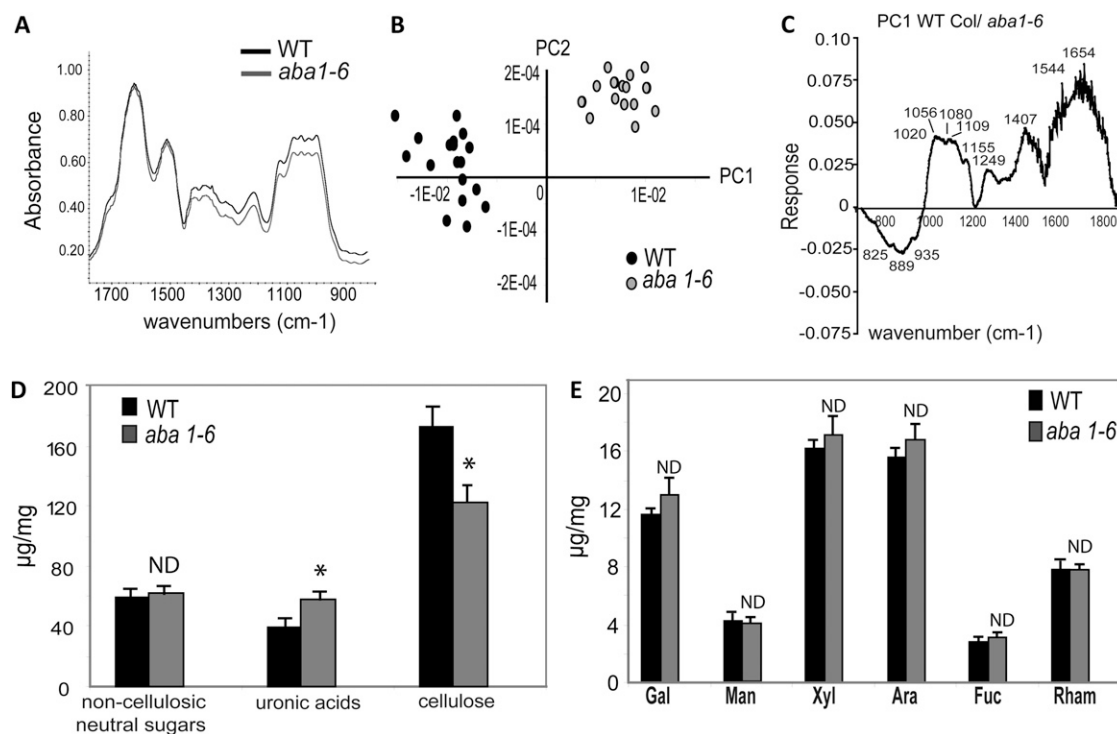 A
WT
aba1-6
1.00
0.80
0.60
0.40
0.20
Absorbance
1700 1500 1300 1100 900
wavenumbers (cm-1)
B
PC2
2E-04
1E-04
PC1
-1E-02 0 1E-02
-1E-04
-2E-04
WT
aba 1-6
C
PC1 WT Col/ aba1-6
0.10
0.075
0.050
0.025
0
-0.025
-0.050
-0.075
Response
1654
1544
1056 1080 1407
1020 1109
1155
1249
800 1000 1200 1400 1600 1800
825 935
889
wavenumber (cm-1)
D
WT
aba 1-6
200
160
120
80
40
0
µg/mg
ND * *
non-cellulosic neutral sugars
uronic acids
cellulose
E
WT
aba 1-6
20
16
12
8
4
0
µg/mg
ND ND ND ND ND ND
Gal Man Xyl Ara Fuc Rham